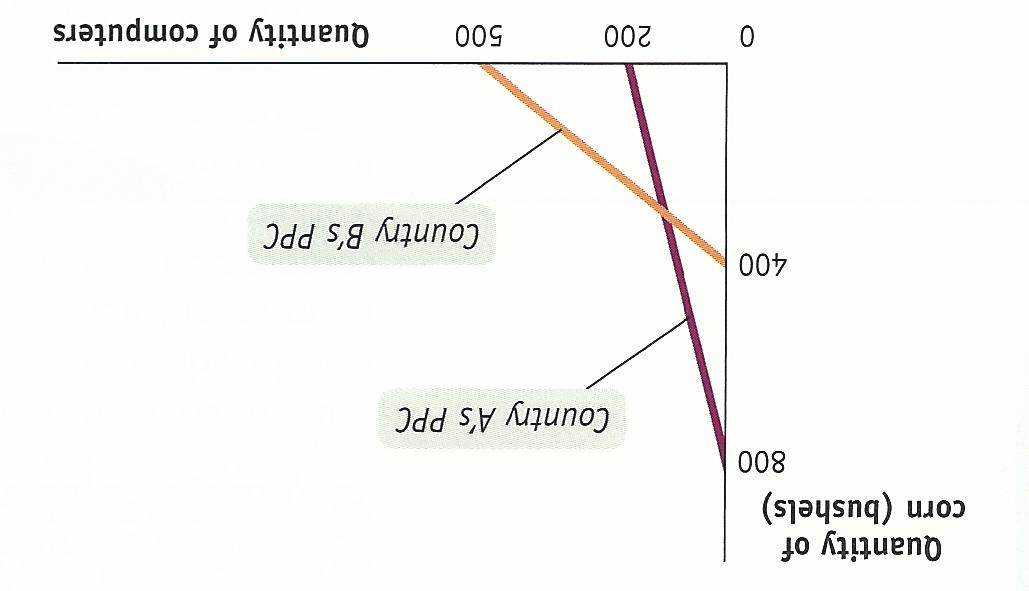 Quantity of
corn (bushels)
800
Country A's PPC
400
Country B's PPC
0
200
500
Quantity of computers